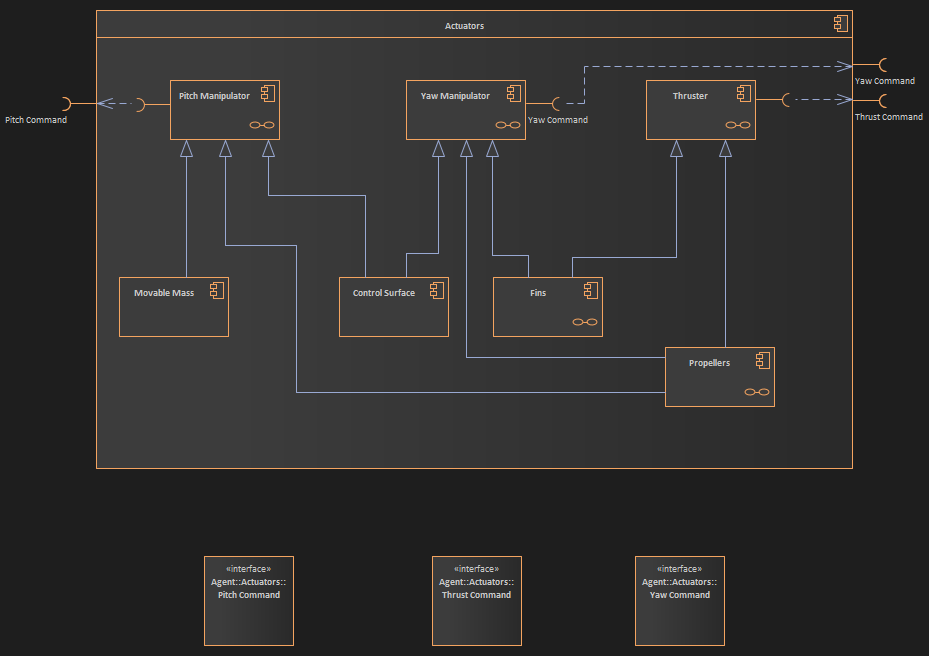 Actuators
Yaw Command
Pitch Manipulator
Yaw Manipulator
Thruster
Pitch Command
Yaw Command
Thrust Command
Movable Mass
Control Surface
Fins
Propellers
«interface»
Agent::Actuators::
Pitch Command
«interface»
Agent::Actuators::
Thrust Command
«interface»
Agent::Actuators::
Yaw Command